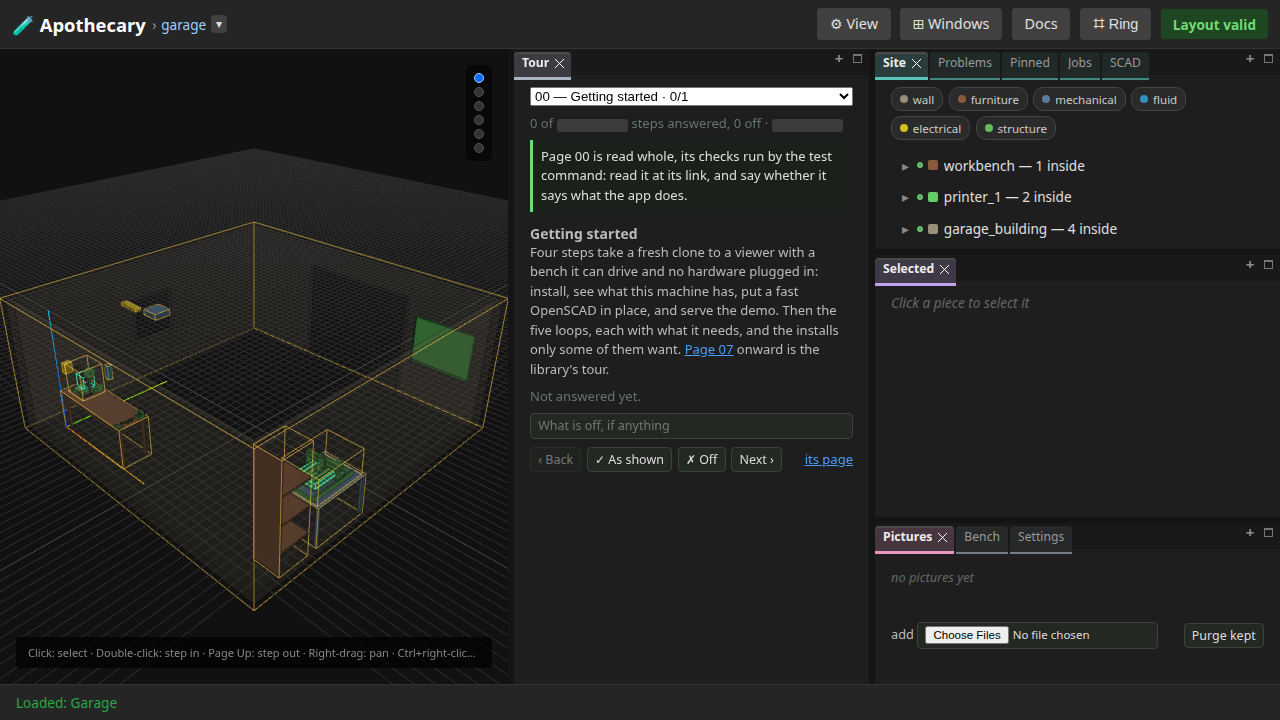 Apothecary › garage ▾
⚙ View
⊞ Windows
Docs
⌗ Ring
Layout valid
Tour
00 — Getting started · 0/1
0 of steps answered, 0 off ·
Page 00 is read whole, its checks run by the test
command: read it at its link, and say whether it
says what the app does.
Getting started
Four steps take a fresh clone to a viewer with a
bench it can drive and no hardware plugged in:
install, see what this machine has, put a fast
OpenSCAD in place, and serve the demo. Then the
five loops, each with what it needs, and the installs
only some of them want. Page 07 onward is the
library's tour.
Not answered yet.
What is off, if anything
‹ Back
✓ As shown
✗ Off
Next ›
its page
Site
Problems
Pinned
Jobs
SCAD
wall
furniture
mechanical
fluid
electrical
structure
workbench — 1 inside
printer_1 — 2 inside
garage_building — 4 inside
Selected
Click a piece to select it
Pictures
Bench
Settings
no pictures yet
add Choose Files No file chosen
Purge kept
Click: select · Double-click: step in · Page Up: step out · Right-drag: pan · Ctrl+right-clic...
Loaded: Garage